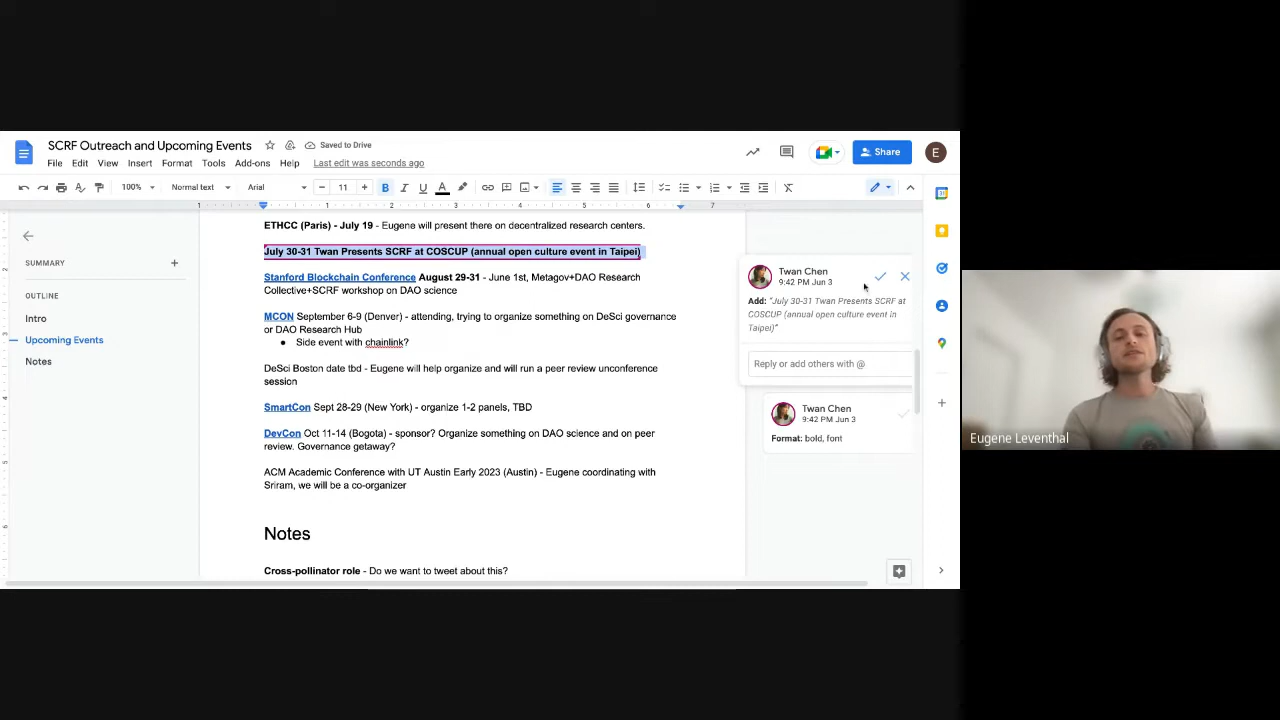 SCRF Outreach and Upcoming Events
Saved to Drive
File Edit View Insert Format Tools Add-ons Help Last edit was seconds ago
Share
E
100% Normal text Arial 11 B I U A
1 1 2 3 4 5 6 7
SUMMARY
OUTLINE
Intro
Upcoming Events
Notes
ETHCC (Paris) - July 19 - Eugene will present there on decentralized research centers.
July 30-31 Twan Presents SCRF at COSCUP (annual open culture event in Taipei)
Stanford Blockchain Conference August 29-31 - June 1st, Metagov+DAO Research
Collective+SCRF workshop on DAO science
MCON September 6-9 (Denver) - attending, trying to organize something on DeSci governance
or DAO Research Hub
● Side event with chainlink?
DeSci Boston date tbd - Eugene will help organize and will run a peer review unconference
session
SmartCon Sept 28-29 (New York) - organize 1-2 panels, TBD
DevCon Oct 11-14 (Bogota) - sponsor? Organize something on DAO science and on peer
review. Governance getaway?
ACM Academic Conference with UT Austin Early 2023 (Austin) - Eugene coordinating with
Sriram, we will be a co-organizer
Notes
Cross-pollinator role - Do we want to tweet about this?
Twan Chen
9:42 PM Jun 3
Add: “July 30-31 Twan Presents SCRF at
COSCUP (annual open culture event in
Taipei)”
Reply or add others with @
Twan Chen
9:42 PM Jun 3
Format: bold, font
Eugene Leventhal